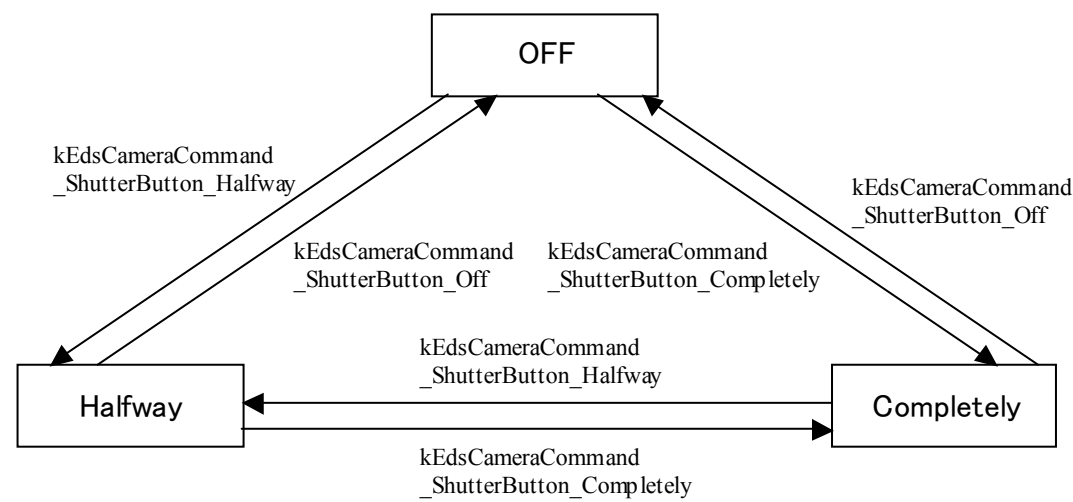 OFF
kEdsCameraCommand
_ShutterButton_Halfway
kEdsCameraCommand
_ShutterButton_Off
kEdsCameraCommand
_ShutterButton_Completely
kEdsCameraCommand
_ShutterButton_Off
Halfway
kEdsCameraCommand
_ShutterButton_Halfway
Completely
kEdsCameraCommand
_ShutterButton_Completely